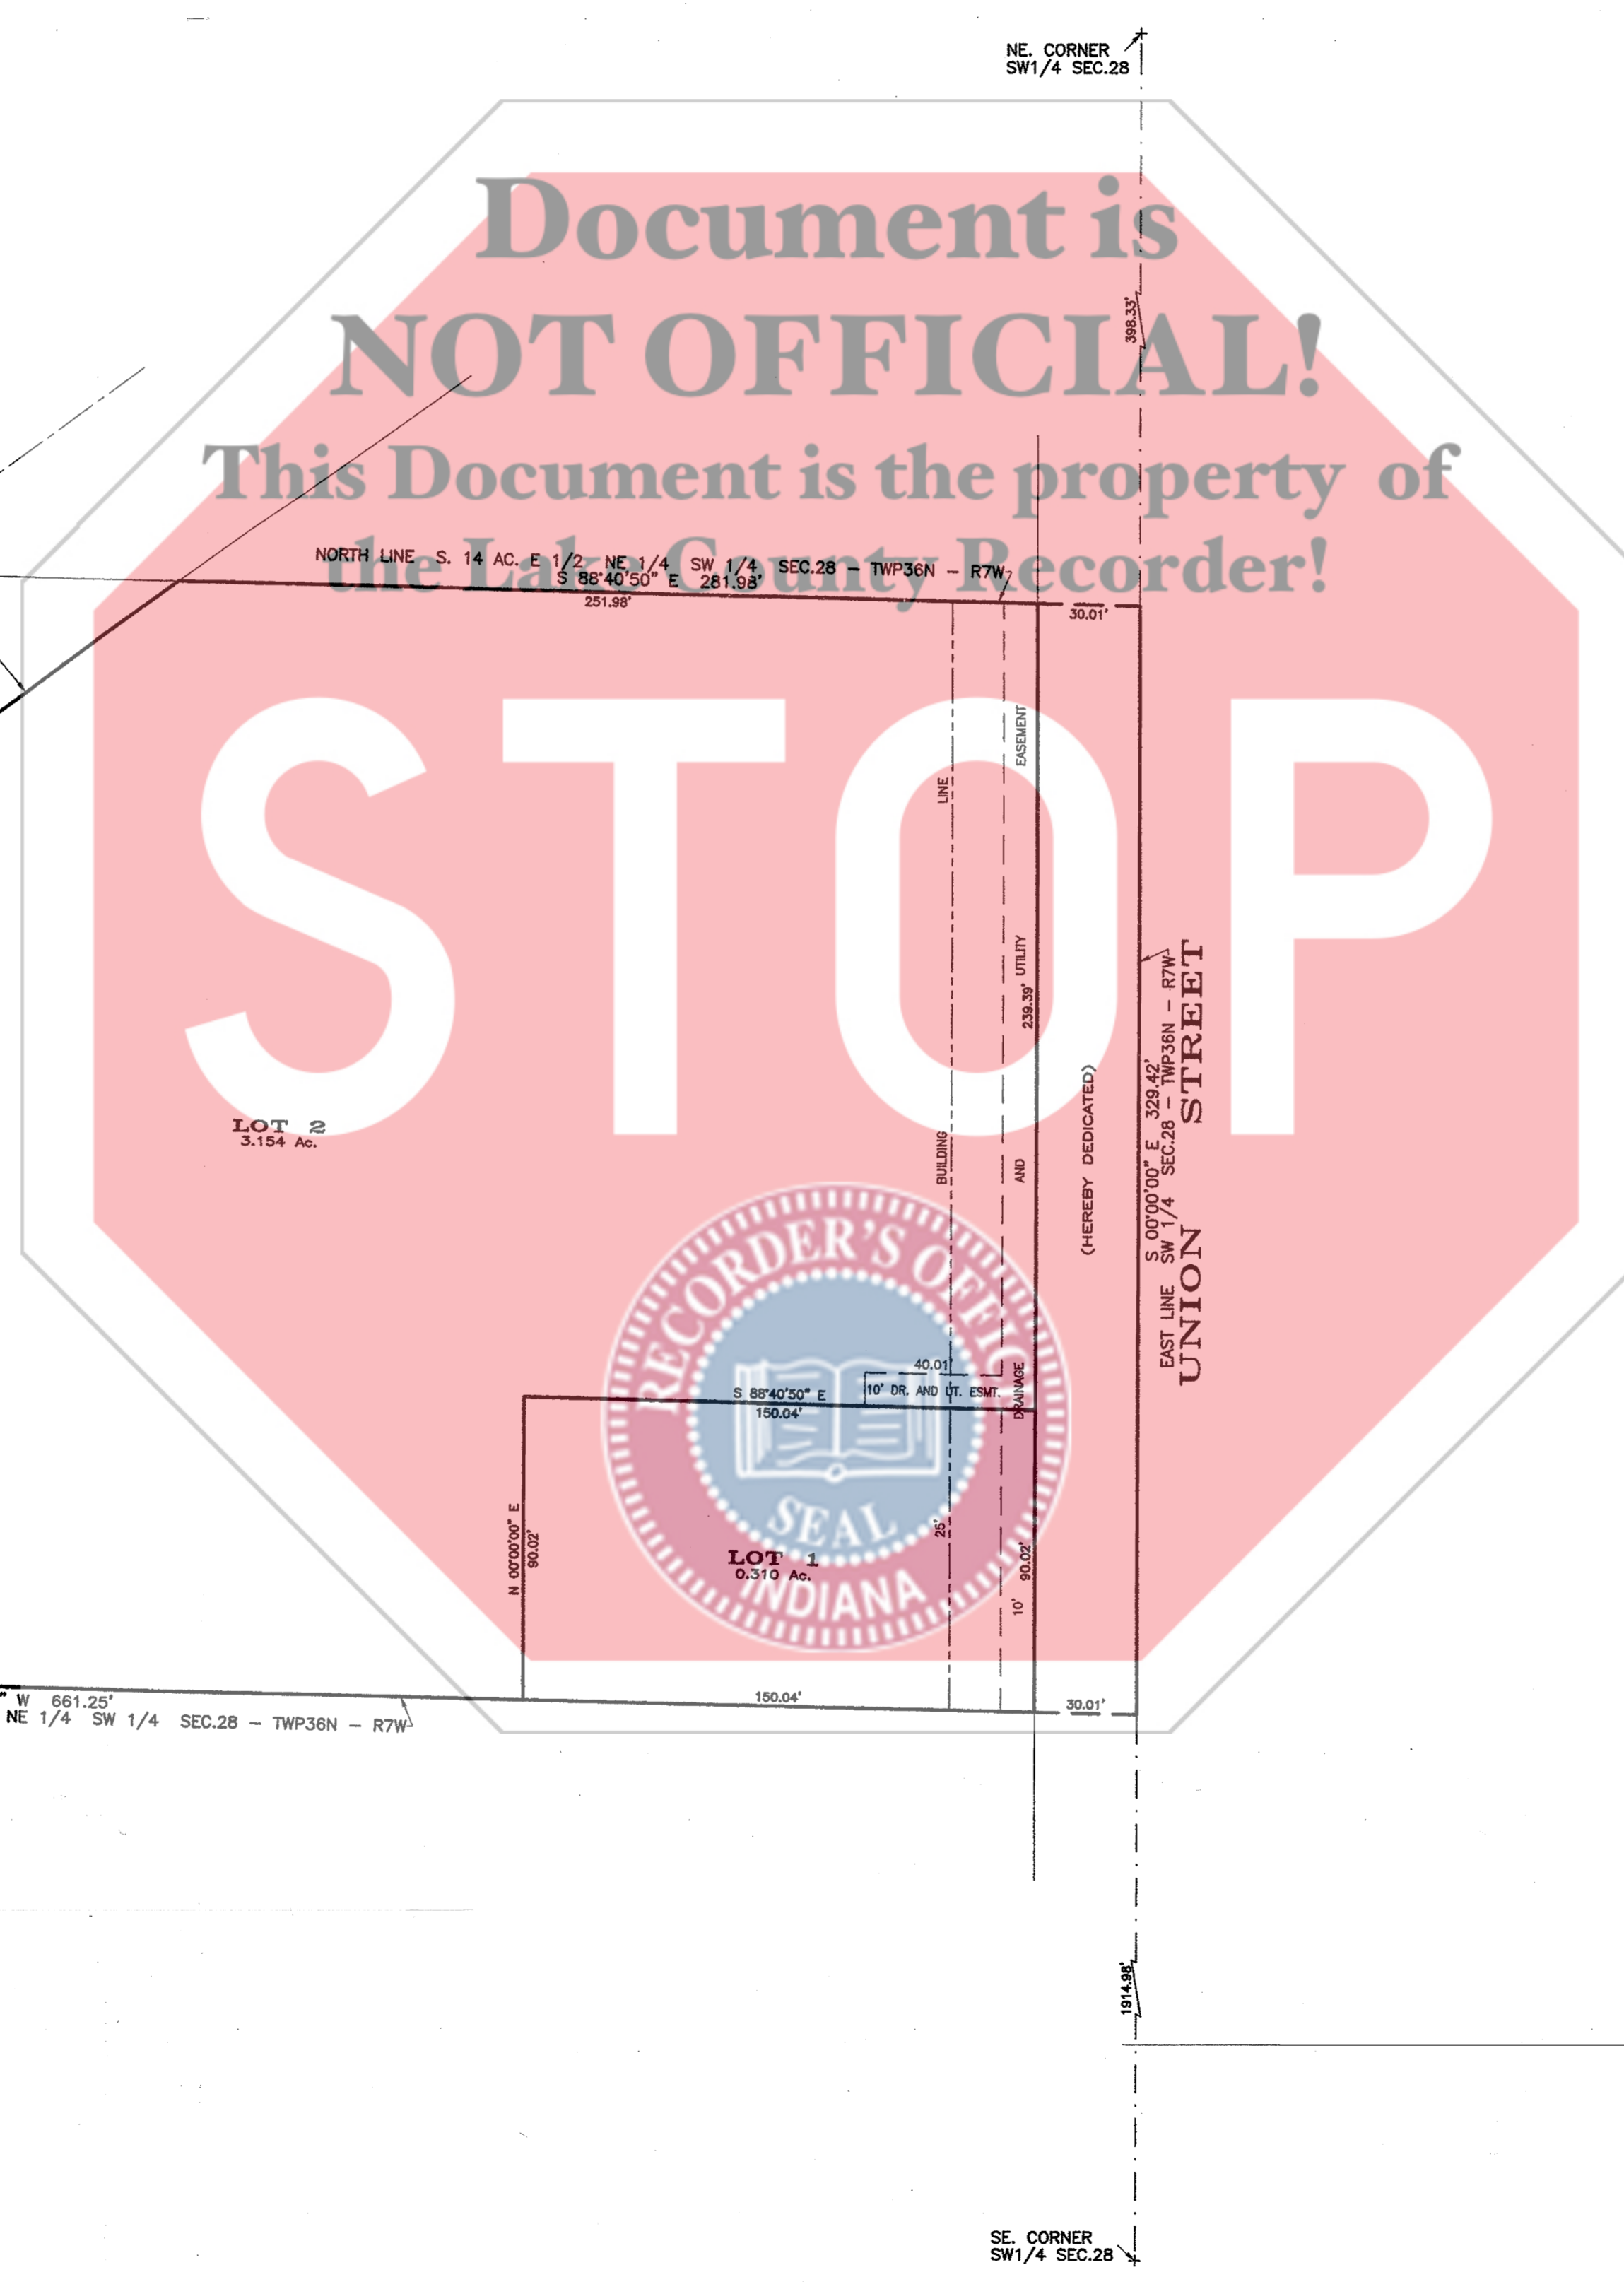 NE. CORNER
SW1/4 SEC.28
Document is
NOT OFFICIAL!
398.33'
This Document is the property of
the Lake County Recorder!
NORTH LINE S. 14 AC. E 1/2 NE 1/4 SW 1/4 SEC.28 - TWP36N - R7W
S 88°40'50" E 281.98'
251.98'
30.01'
STOP
LINE
BUILDING
EASEMENT
UTILITY
239.39'
AND
DRAINAGE
(HEREBY DEDICATED)
S 00°00'00" E 329.42'
EAST LINE SW 1/4 SEC.28 - TWP36N - R7W
UNION STREET
LOT 2
3.154 Ac.
RECORDER'S OFFICE
40.01'
10' DR. AND UT. ESMT.
S 88°40'50" E
150.04'
SEAL
INDIANA
N 00°00'00" E
90.02'
25'
10'
90.02'
LOT 1
0.310 Ac.
150.04'
30.01'
" W 661.25'
NE 1/4 SW 1/4 SEC.28 - TWP36N - R7W
1914.98'
SE. CORNER
SW1/4 SEC.28